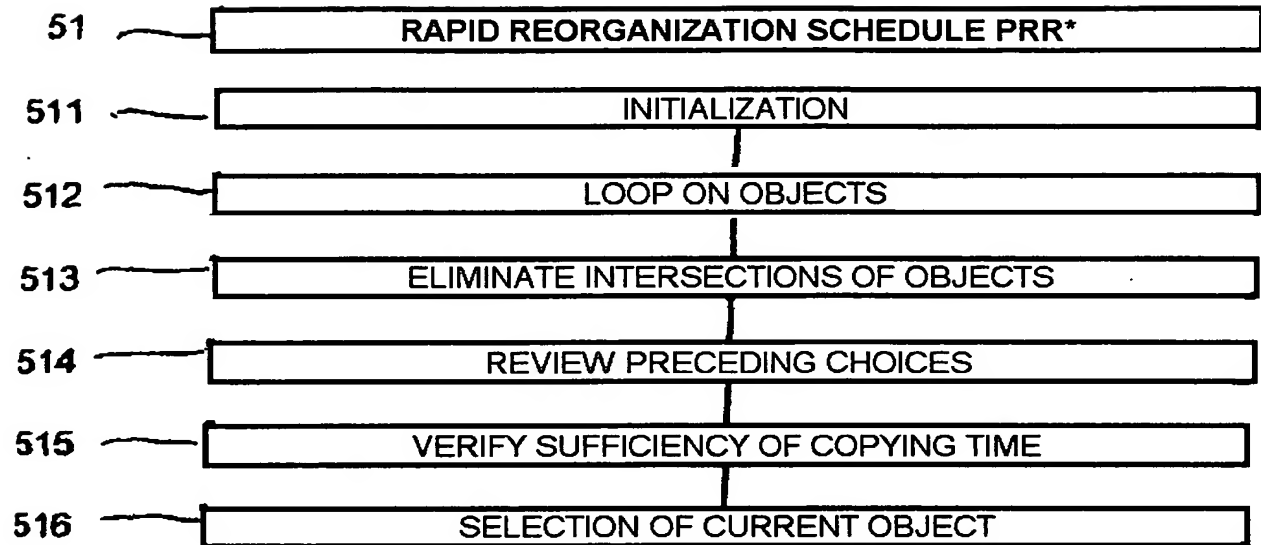 51 RAPID REORGANIZATION SCHEDULE PRR*
511 INITIALIZATION
512 LOOP ON OBJECTS
513 ELIMINATE INTERSECTIONS OF OBJECTS
514 REVIEW PRECEDING CHOICES
515 VERIFY SUFFICIENCY OF COPYING TIME
516 SELECTION OF CURRENT OBJECT